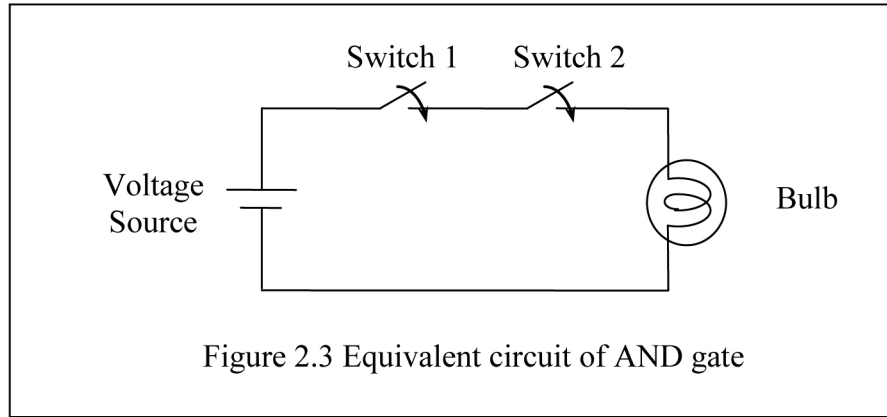 Switch 1 Switch 2
Voltage
Source
Bulb
Figure 2.3 Equivalent circuit of AND gate